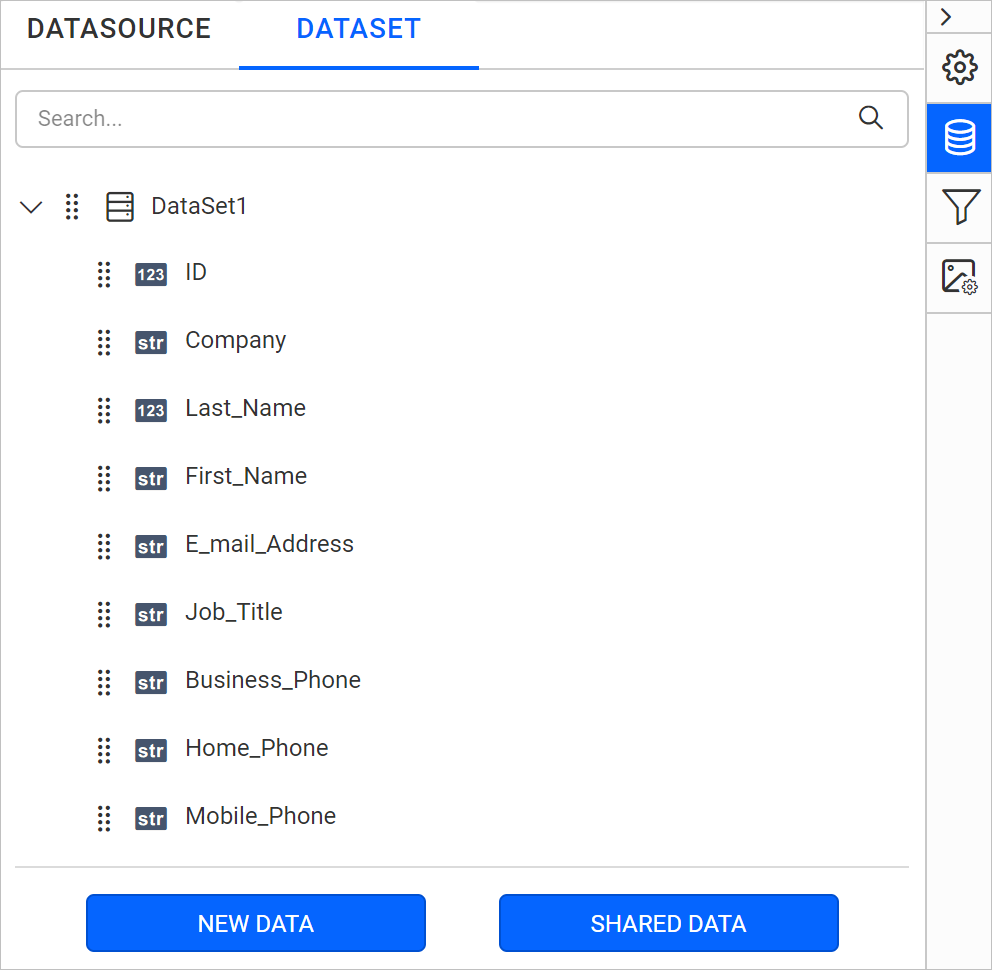 DATASOURCE DATASET
Search...
DataSet1
123 ID
str Company
123 Last_Name
str First_Name
str E_mail_Address
str Job_Title
str Business_Phone
str Home_Phone
str Mobile_Phone
NEW DATA SHARED DATA